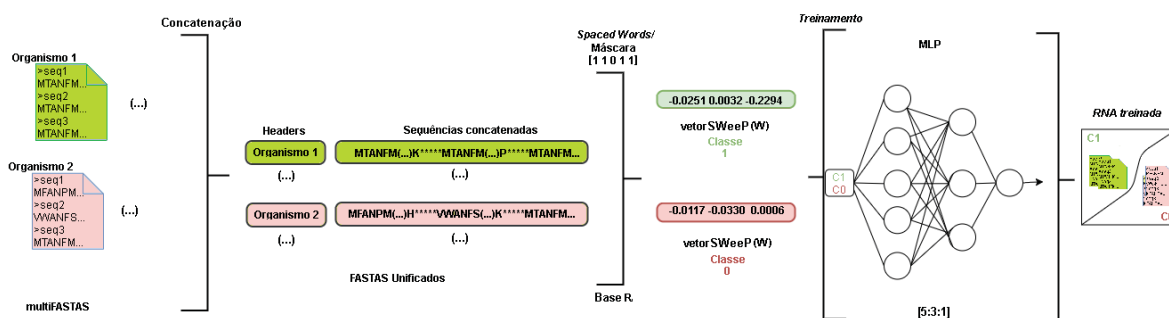 Concatenação
Organismo 1
>seq1
MTANFM...
>seq2
MTANFM...
>seq3
MTANFM...
(...)
Organismo 2
>seq1
MFANPM...
>seq2
VWANFS...
>seq3
MTANFM...
(...)
multiFASTAS
Headers
Sequências concatenadas
Organismo 1
MTANFM(...)K*****MTANFM(...)P*****MTANFM...
(...)
(...)
Organismo 2
MFANPM(...)H*****VWANFS(...)K*****MTANFM...
(...)
(...)
FASTAS Unificados
Spaced Words/
Máscara
[1 1 0 1 1]
Base R.
-0.0251 0.0032 -0.2294
vetorSWeeP (W)
Classe
1
-0.0117 -0.0330 0.0006
vetorSWeeP (W)
Classe
0
Treinamento
MLP
C1
C0
[5:3:1]
RNA treinada
C1